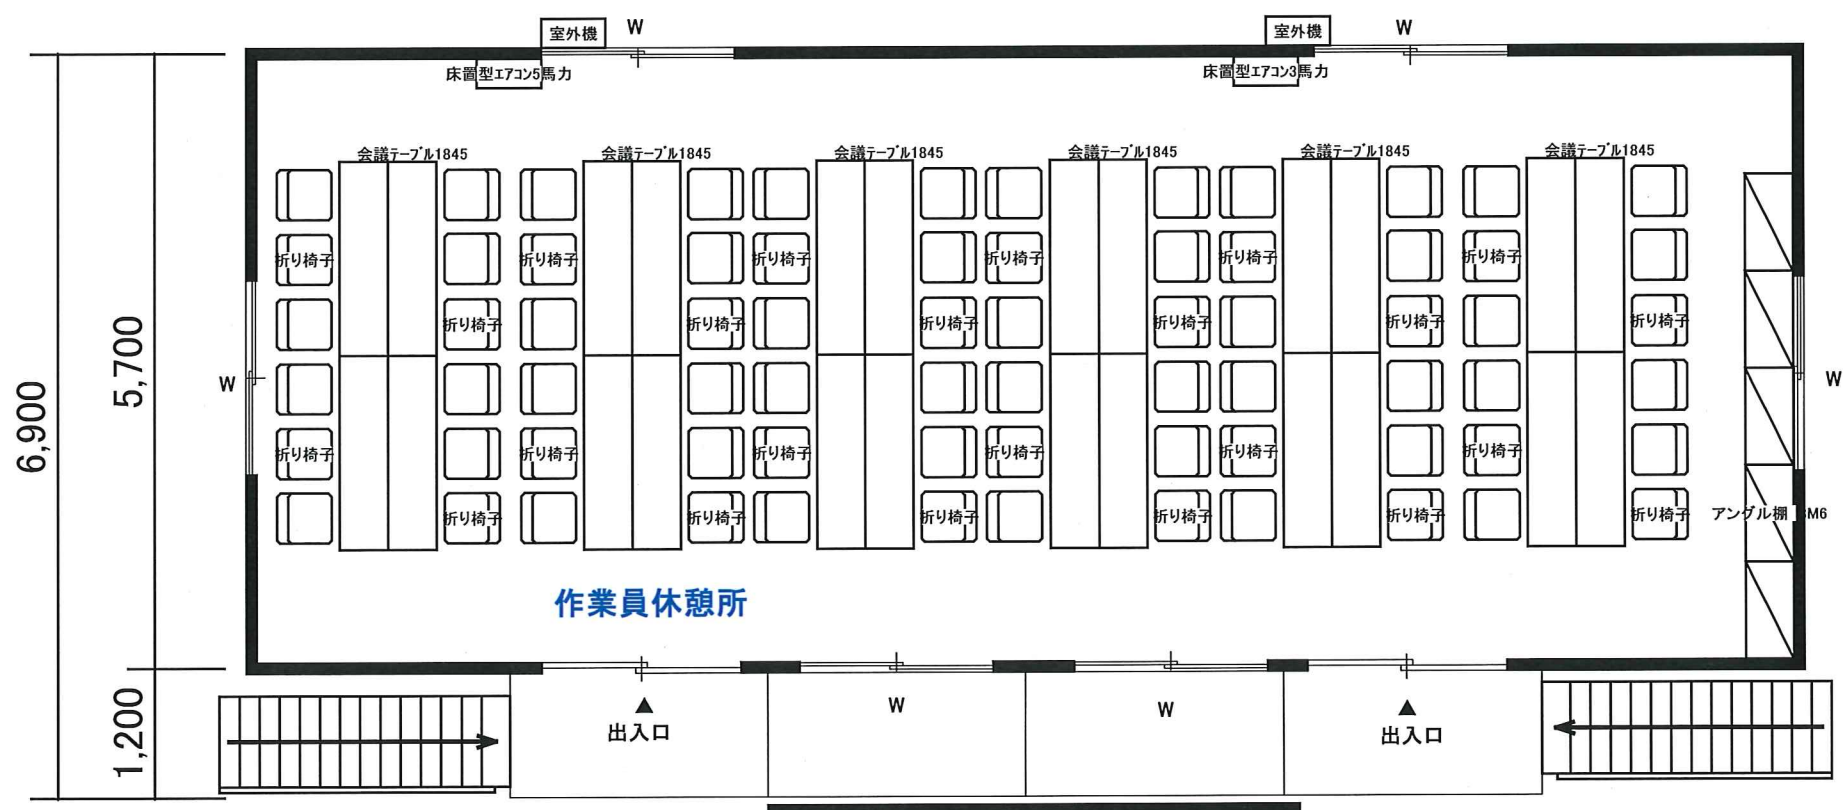 室外機
W
室外機
W
床置型エアコン5馬力
床置型エアコン3馬力
会議テーブル1845
会議テーブル1845
会議テーブル1845
会議テーブル1845
会議テーブル1845
会議テーブル1845
折り椅子
折り椅子
折り椅子
折り椅子
折り椅子
折り椅子
折り椅子
折り椅子
折り椅子
折り椅子
折り椅子
折り椅子
5,700
6,900
W
W
折り椅子
折り椅子
折り椅子
折り椅子
折り椅子
折り椅子
折り椅子
折り椅子
折り椅子
折り椅子
折り椅子
折り椅子
アングル棚
作業員休憩所
1,200
出入口
W
W
出入口